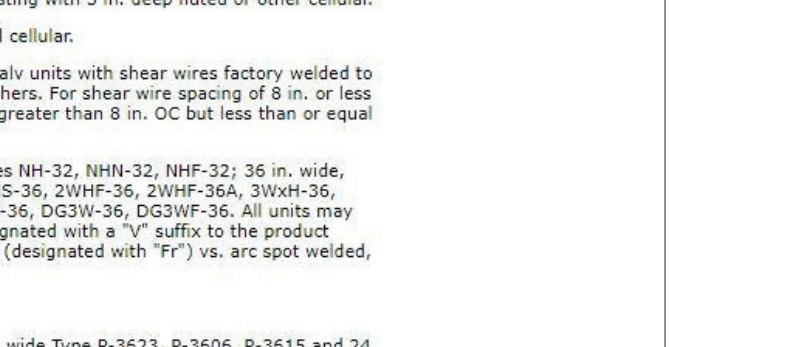 ating with 3 in. deep fluted or other cellular.
l cellular.
alv units with shear wires factory welded to
hers. For shear wire spacing of 8 in. or less
greater than 8 in. OC but less than or equal
es NH-32, NHN-32, NHF-32; 36 in. wide,
S-36, 2WHF-36, 2WHF-36A, 3WxH-36,
-36, DG3W-36, DG3WF-36. All units may
gnated with a "V" suffix to the product
(designated with "Fr") vs. arc spot welded,
wide Type P-3623, P-3606, P-3615 and 24